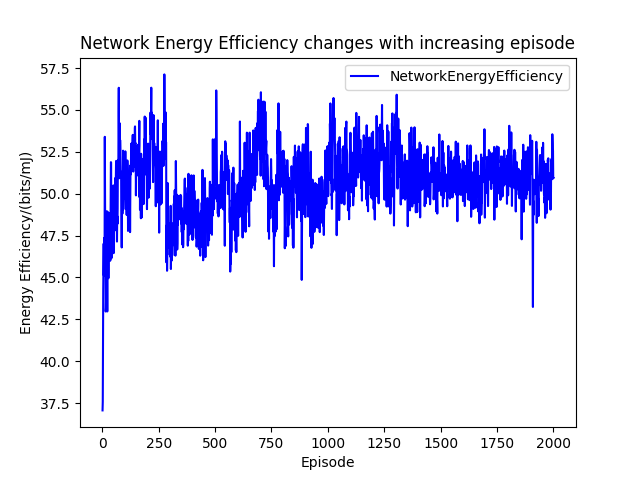 Network Energy Efficiency changes with increasing episode
NetworkEnergyEfficiency
57.5
55.0
52.5
50.0
47.5
45.0
42.5
40.0
37.5
Energy Efficiency/(bits/mJ)
0 250 500 750 1000 1250 1500 1750 2000
Episode